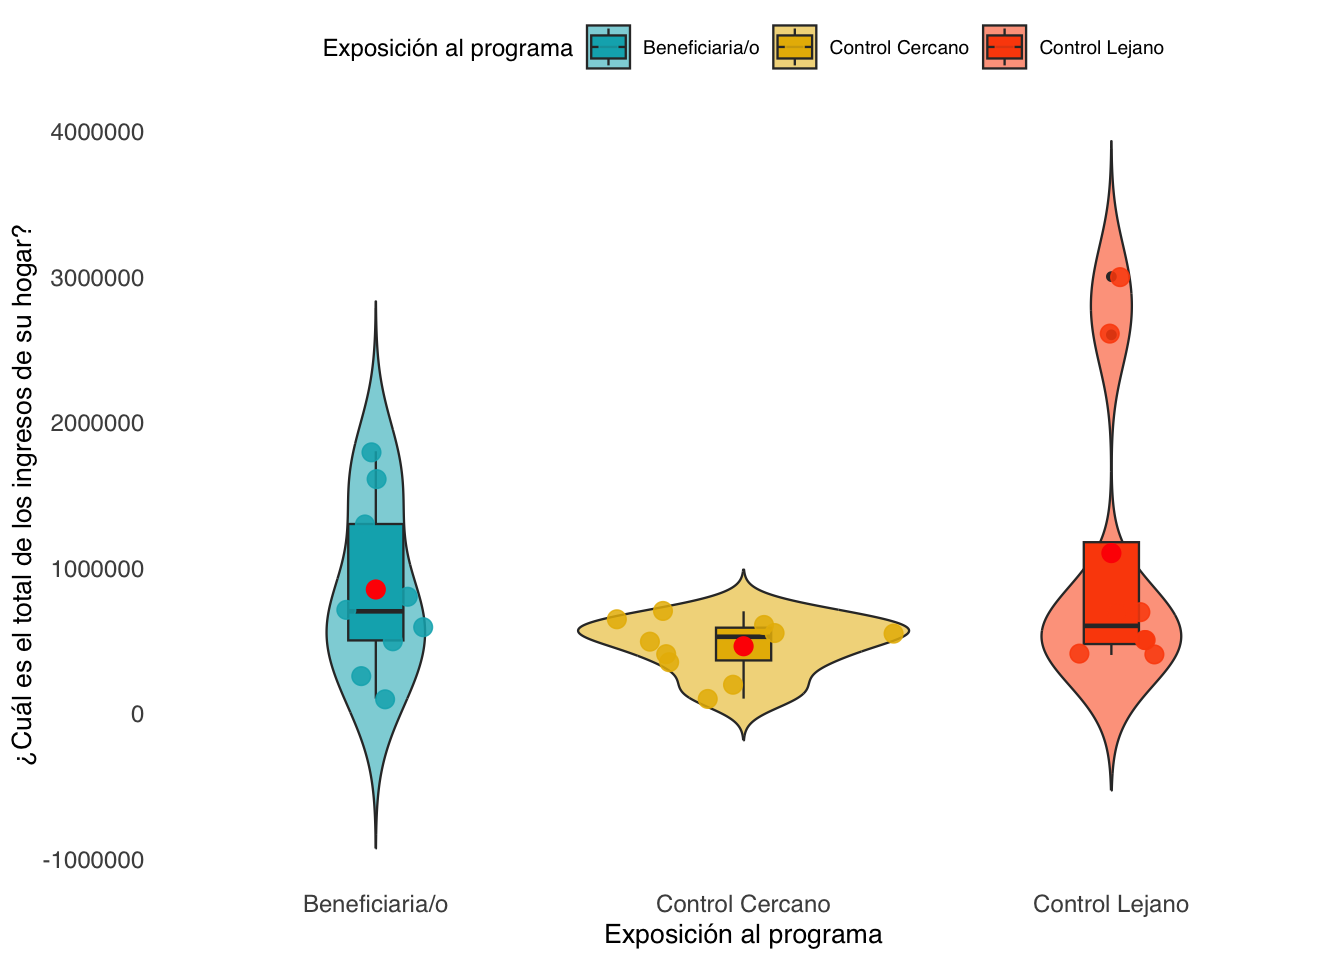 Exposición al programa Beneficiaria/o Control Cercano Control Lejano
¿Cuál es el total de los ingresos de su hogar?
4000000
3000000
2000000
1000000
0
-1000000
Beneficiaria/o Control Cercano Control Lejano
Exposición al programa